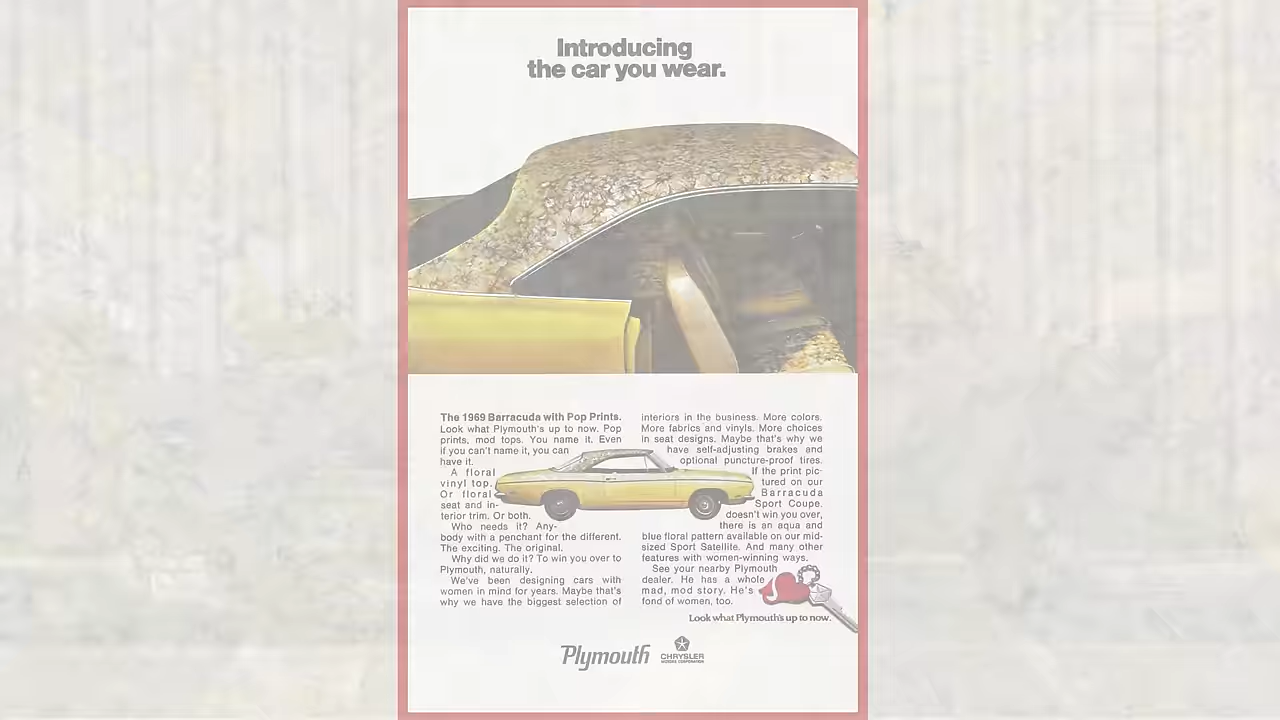 Introducing
the car you wear.
The 1969 Barracuda with Pop Prints.
Look what Plymouth's up to now. Pop
prints, mod tops. You name it. Even
if you can't name it, you can
have it.
A floral
vinyl top.
Or floral
seat and in-
terior trim. Or both.
Who needs it? Any-
body with a penchant for the different.
The exciting. The original.
Why did we do it? To win you over to
Plymouth, naturally.
We've been designing cars with
women in mind for years. Maybe that's
why we have the biggest selection of
interiors in the business. More colors.
More fabrics and vinyls. More choices
in seat designs. Maybe that's why we
have self-adjusting brakes and
optional puncture-proof tires.
If the print pic-
tured on our
Barracuda
Sport Coupe.
doesn't win you over,
there is an aqua and
blue floral pattern available on our mid-
sized Sport Satellite. And many other
features with women-winning ways.
See your nearby Plymouth
dealer. He has a whole
mad, mod story. He's
fond of women, too.
Look what Plymouth's up to now.
Plymouth
CHRYSLER
MOTORS CORPORATION